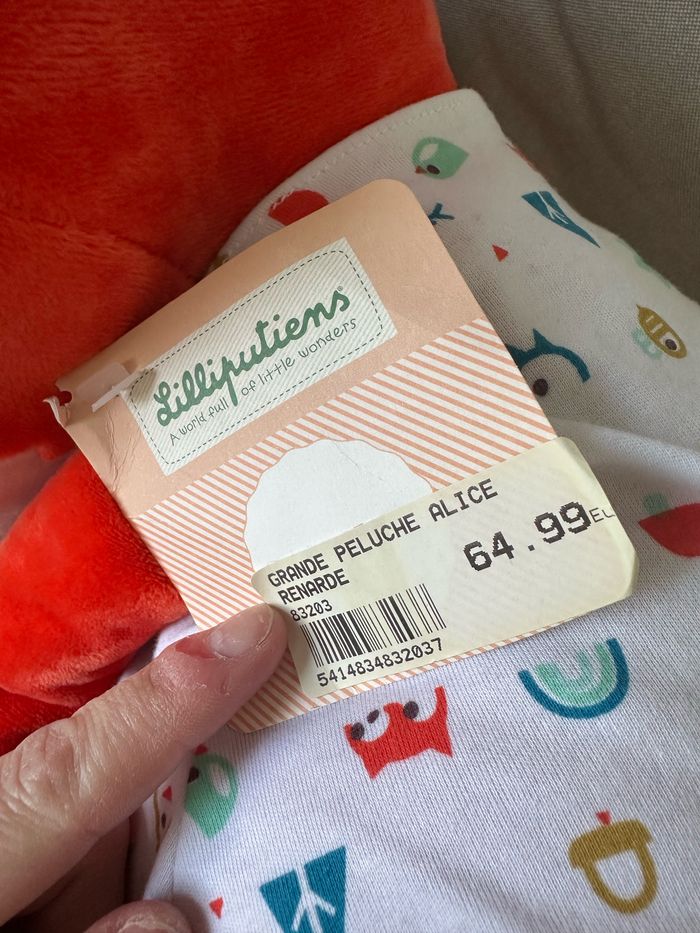 Lilliputiens®
A world full of little wonders
GRANDE PELUCHE ALICE
RENARDE
64.99
83203
5414834832037